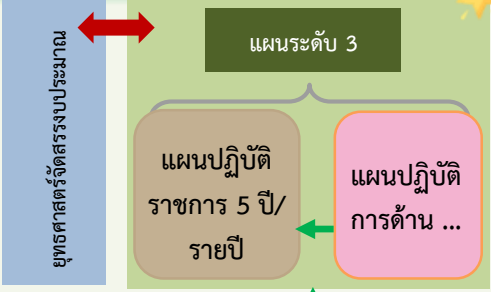 ยุทธศาสตร์จัดสรรงบประมาณ
แผนระดับ 3
แผนปฏิบัติ
ราชการ 5 ปี/
รายปี
แผนปฏิบัติ
การด้าน ...